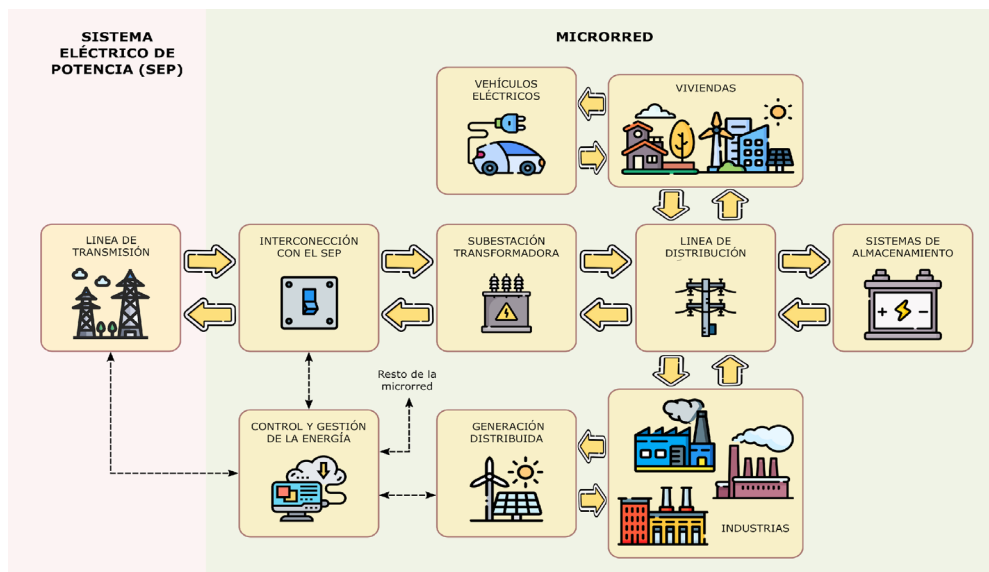 SISTEMA
ELÉCTRICO DE
POTENCIA (SEP)
MICRORRED
VEHÍCULOS
ELÉCTRICOS
VIVIENDAS
LINEA DE
TRANSMISIÓN
INTERCONECCIÓN
CON EL SEP
SUBESTACIÓN
TRANSFORMADORA
LINEA DE
DISTRIBUCIÓN
SISTEMAS DE
ALMACENAMIENTO
Resto de la
microrred
CONTROL Y GESTIÓN
DE LA ENERGÍA
GENERACIÓN
DISTRIBUIDA
INDUSTRIAS